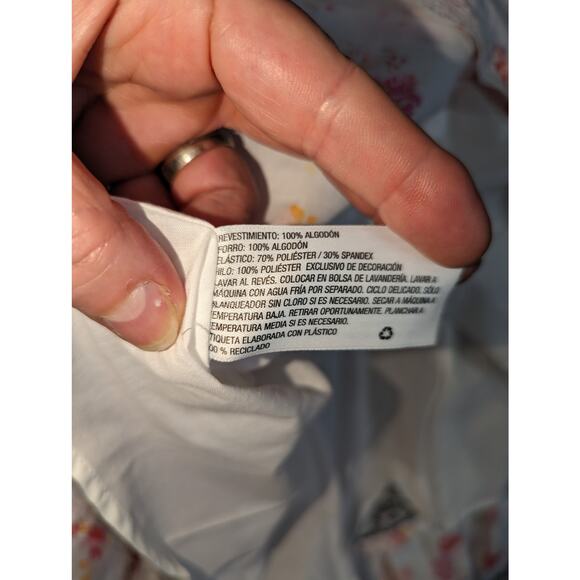 REVESTIMIENTO: 100% ALGODÓN
FORRO: 100% ALGODÓN
ELÁSTICO: 70% POLIÉSTER / 30% SPANDEX
HILO: 100% POLIÉSTER EXCLUSIVO DE DECORACIÓN
LAVAR AL REVÉS. COLOCAR EN BOLSA DE LAVANDERÍA. LAVAR A
MÁQUINA CON AGUA FRÍA POR SEPARADO. CICLO DELICADO. SÓLO
BLANQUEADOR SIN CLORO SI ES NECESARIO. SECAR A MÁQUINA A
TEMPERATURA BAJA. RETIRAR OPORTUNAMENTE. PLANCHAR A
TEMPERATURA MEDIA SI ES NECESARIO.
ETIQUETA ELABORADA CON PLÁSTICO
100 % RECICLADO